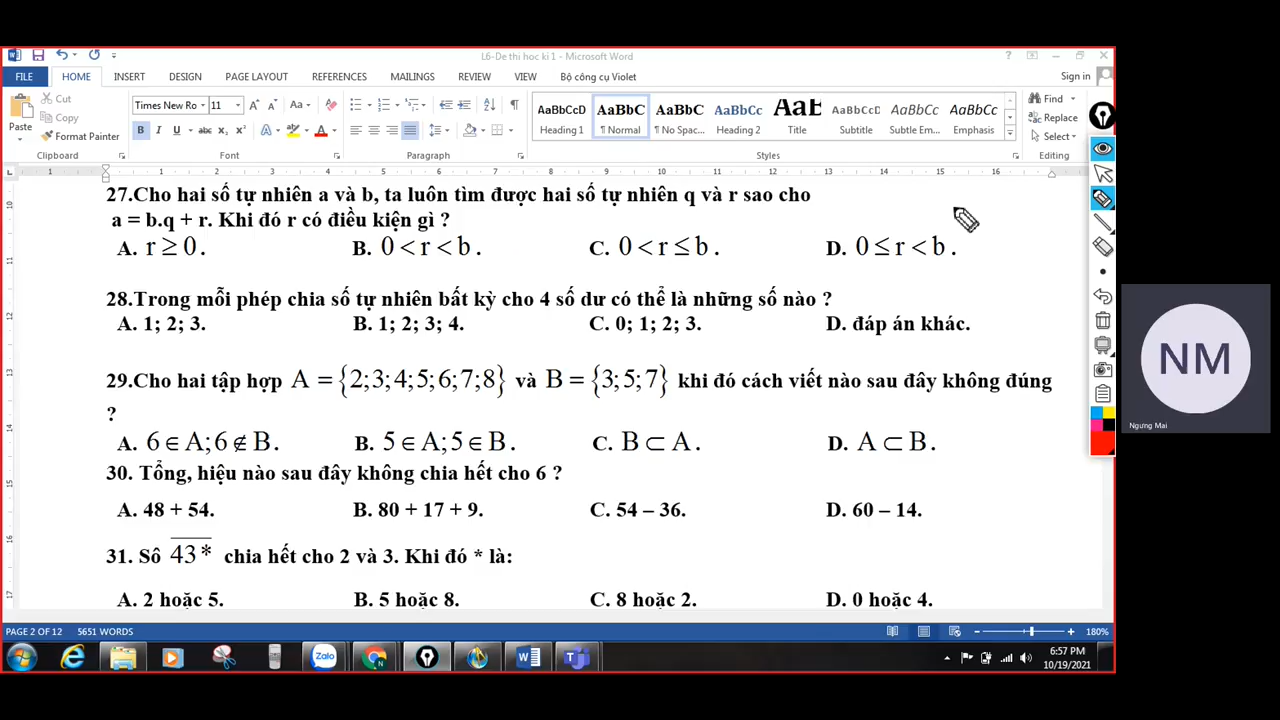 L6-De thi hoc ki 1 - Microsoft Word
FILE HOME INSERT DESIGN PAGE LAYOUT REFERENCES MAILINGS REVIEW VIEW Bộ công cụ Violet Sign in
Paste Cut Copy Format Painter
Times New Ro 11
AaBbCcD AaBbC AaBbC AaBbCc AaB AaBbCcD AaBbCc AaBbCc
Heading 1 ¶ Normal ¶ No Spac... Heading 2 Title Subtitle Subtle Em... Emphasis
Find Replace Select
Clipboard Font Paragraph Styles Editing
27.Cho hai số tự nhiên a và b, ta luôn tìm được hai số tự nhiên q và r sao cho
a = b.q + r. Khi đó r có điều kiện gì ?
A. r ≥ 0. B. 0 < r < b. C. 0 < r ≤ b. D. 0 ≤ r < b.
28.Trong mỗi phép chia số tự nhiên bất kỳ cho 4 số dư có thể là những số nào ?
A. 1; 2; 3. B. 1; 2; 3; 4. C. 0; 1; 2; 3. D. đáp án khác.
29.Cho hai tập hợp A = {2;3;4;5;6;7;8} và B = {3;5;7} khi đó cách viết nào sau đây không đúng
?
A. 6 ∈ A; 6 ∉ B. B. 5 ∈ A; 5 ∈ B. C. B ⊂ A. D. A ⊂ B.
30. Tổng, hiệu nào sau đây không chia hết cho 6 ?
A. 48 + 54. B. 80 + 17 + 9. C. 54 – 36. D. 60 – 14.
31. Sô 43* chia hết cho 2 và 3. Khi đó * là:
A. 2 hoặc 5. B. 5 hoặc 8. C. 8 hoặc 2. D. 0 hoặc 4.
NM
Ngưng Mai
PAGE 2 OF 12 5651 WORDS 180%
Zalo
6:57 PM
10/19/2021